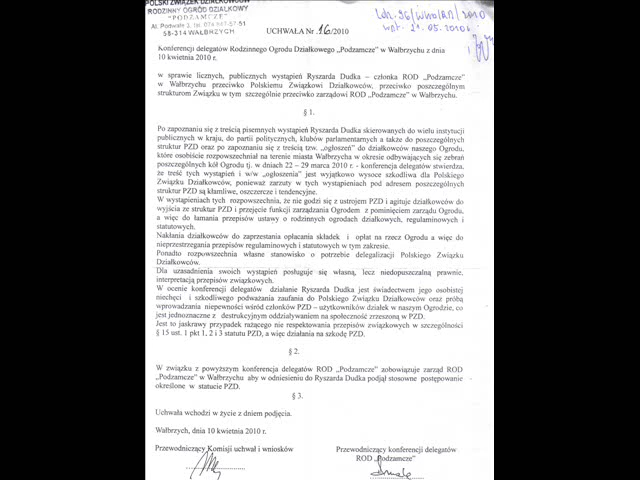 POLSKI ZWIĄZEK DZIAŁKOWCÓW
RODZINNY OGRÓD DZIAŁKOWY
"PODZAMCZE"
58-314 WAŁBRZYCH
Ldz. 96/WRO/RD/2010
UCHWAŁA Nr 16/2010
Konferencji delegatów Rodzinnego Ogrodu Działkowego „Podzamcze” w Wałbrzychu z dnia
10 kwietnia 2010 r.
w sprawie licznych, publicznych wystąpień Ryszarda Dudka – członka ROD „Podzamcze”
w Wałbrzychu przeciwko Polskiemu Związkowi Działkowców, przeciwko poszczególnym
strukturom Związku w tym szczególnie przeciwko zarządowi ROD „Podzamcze” w Wałbrzychu.
§ 1.
Po zapoznaniu się z treścią pisemnych wystąpień Ryszarda Dudka skierowanych do wielu instytucji
publicznych w kraju, do partii politycznych, klubów parlamentarnych a także do poszczególnych
struktur PZD oraz po zapoznaniu się z treścią tzw. „ogłoszeń” do działkowców naszego Ogrodu,
które osobiście rozpowszechniał na terenie miasta Wałbrzycha w okresie odbywających się zebrań
poszczególnych kół Ogrodu tj. w dniach 22 – 29 marca 2010 r. - konferencja delegatów stwierdza,
że treść tych wystąpień i w/w „ogłoszenia” jest wyjątkowo wysoce szkodliwa dla Polskiego
Związku Działkowców, ponieważ zarzuty w tych wystąpieniach pod adresem poszczególnych
struktur PZD są kłamliwe, oszczercze i tendencyjne.
W wystąpieniach tych rozpowszechnia, że nie godzi się z ustrojem PZD i agituje działkowców do
wyjścia ze struktur PZD i przejęcie funkcji zarządzania Ogrodem z pominięciem zarządu Ogrodu,
a więc do łamania przepisów ustawy o rodzinnych ogrodach działkowych, regulaminowych i
statutowych.
Nakłania działkowców do zaprzestania opłacania składek i opłat na rzecz Ogrodu a więc do
nieprzestrzegania przepisów regulaminowych i statutowych w tym zakresie.
Ponadto rozpowszechnia własne stanowisko o potrzebie delegalizacji Polskiego Związku
Działkowców.
Dla uzasadnienia swoich wystąpień posługuje się własną, lecz niedopuszczalną prawnie,
interpretacją przepisów związkowych.
W ocenie konferencji delegatów działanie Ryszarda Dudka jest świadectwem jego osobistej
niechęci i szkodliwego podważania zaufania do Polskiego Związku Działkowców oraz próbą
wprowadzania niepewności wśród członków PZD – użytkowników działek w naszym Ogrodzie, co
jest jednoznaczne z destrukcyjnym oddziaływaniem na społeczność zrzeszoną w PZD.
Jest to jaskrawy przypadek rażącego nie respektowania przepisów związkowych w szczególności
§ 15 ust. 1 pkt 1, 2 i 3 statutu PZD, a więc działania na szkodę PZD.
§ 2.
W związku z powyższym konferencja delegatów ROD „Podzamcze” zobowiązuje zarząd ROD
„Podzamcze” w Wałbrzychu aby w odniesieniu do Ryszarda Dudka podjął stosowne postępowanie
określone w statucie PZD.
§ 3.
Uchwała wchodzi w życie z dniem podjęcia.
Wałbrzych, dnia 10 kwietnia 2010 r.
Przewodniczący Komisji uchwał i wniosków
Przewodniczący konferencji delegatów
ROD „Podzamcze”